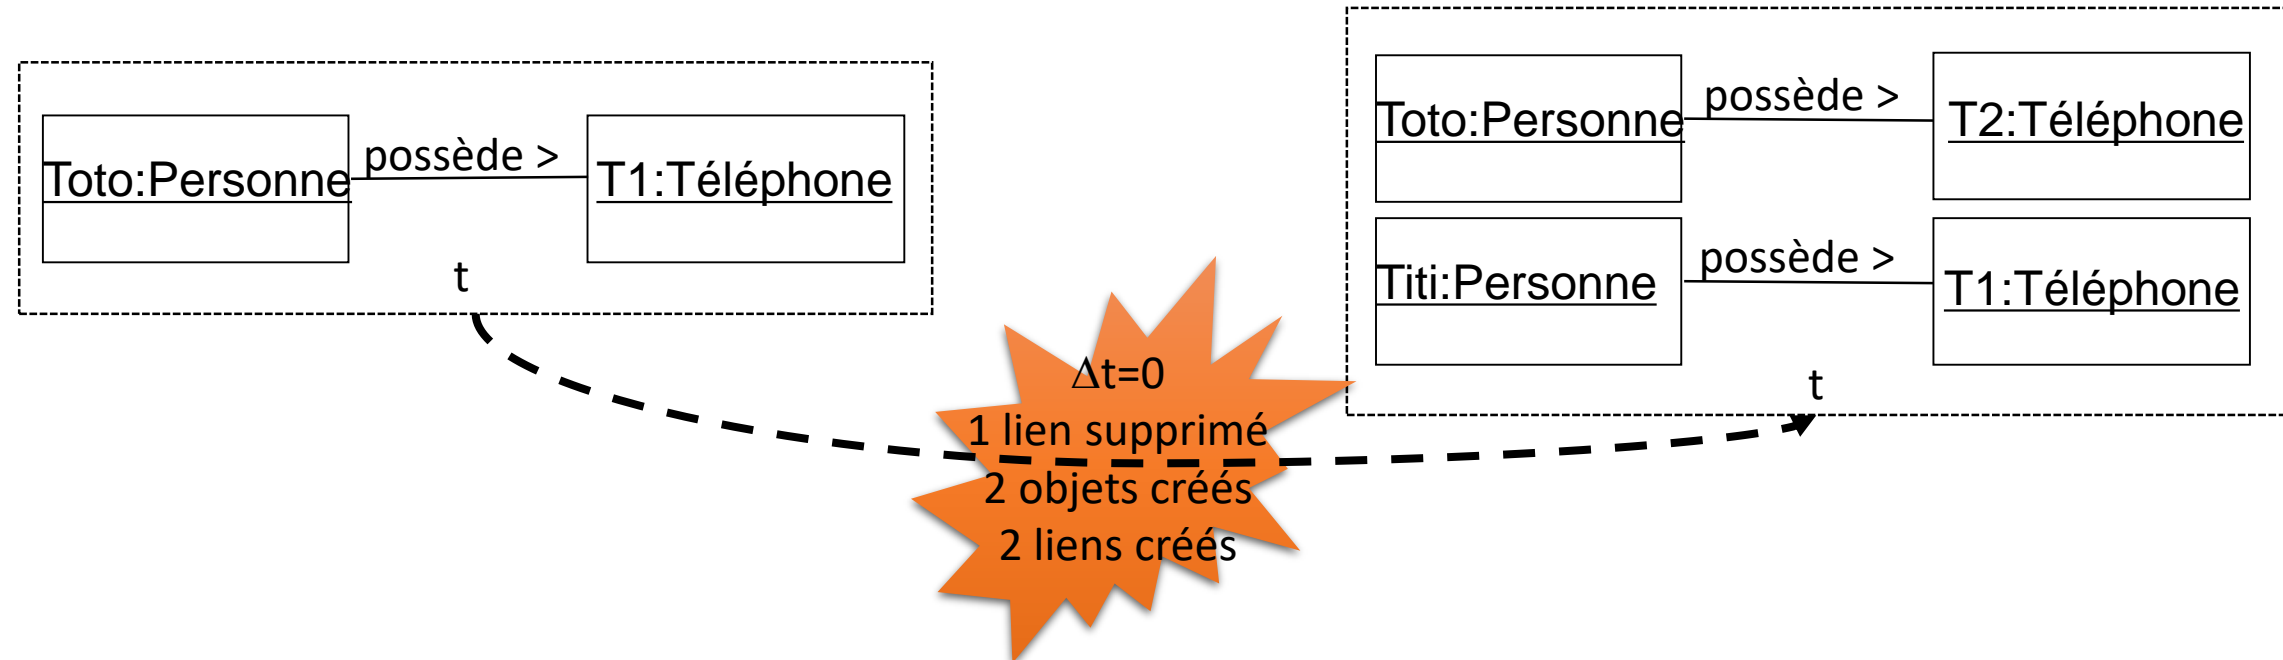 Toto:Personne
possède >
T1:Téléphone
t
Toto:Personne
possède >
T2:Téléphone
Titi:Personne
possède >
T1:Téléphone
t
Δt=0
1 lien supprimé
2 objets créés
2 liens créés